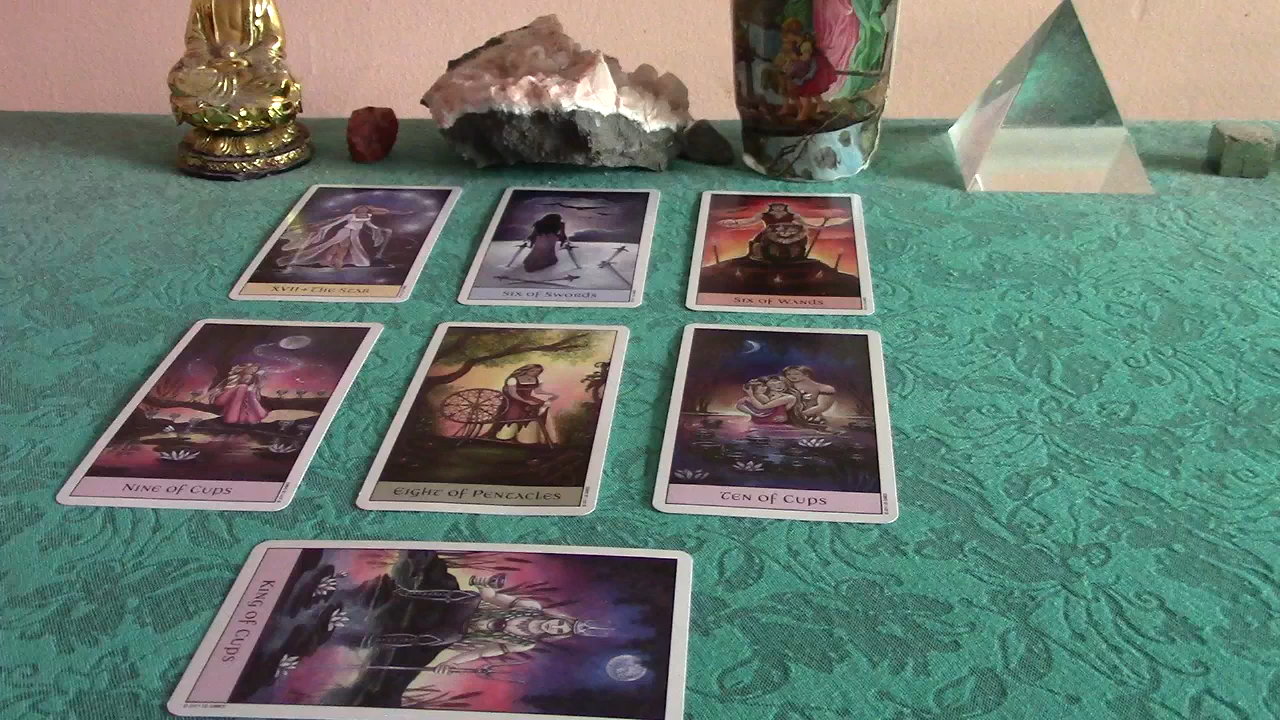 XVII • The Star
Six of Swords
Six of Wands
Nine of Cups
Eight of Pentacles
Ten of Cups
King of Cups